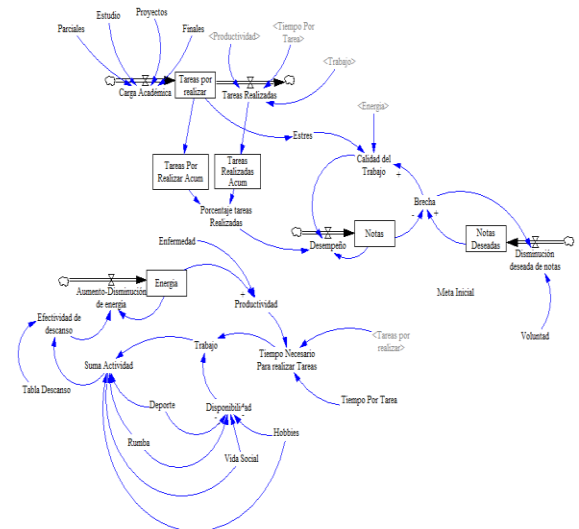 Proyectos
Estudio
Parciales
Finales
<Productividad>
<Tiempo Por
Tarea>
<Trabajo>
Carga Académica
Tareas por
realizar
Tareas Realizadas
<Energia>
Estres
Calidad del
Trabajo
+
Tareas Por
Realizar Acum
Tareas
Realizadas
Acum
Porcentaje tareas
Realizadas
Brecha
-
+
Notas
Notas
Deseadas
Desempeño
Disminución
deseada de notas
Enfermedad
Energia
Aumento-Disminución
de energia
+
Productividad
Meta Inicial
Efectividad de
descanso
Voluntad
Trabajo
Tiempo Necesario
Para realizar Tareas
<Tareas por
realizar>
Suma Actividad
Tabla Descanso
Deporte
Disponibilidad
-
-
Tiempo Por Tarea
Rumba
Hobbies
Vida Social